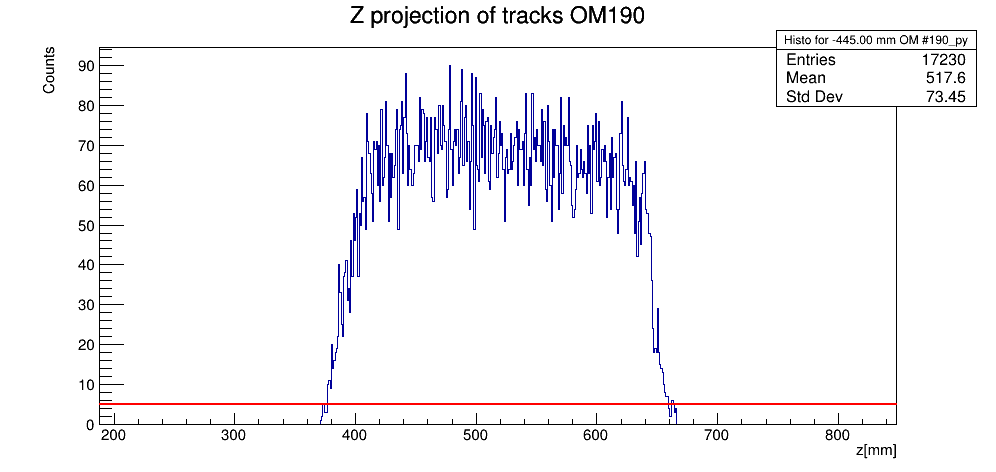 Z projection of tracks OM190
Histo for -445.00 mm OM #190_py
Entries 17230
Mean 517.6
Std Dev 73.45
Counts
90
80
70
60
50
40
30
20
10
0
200 300 400 500 600 700 800
z[mm]